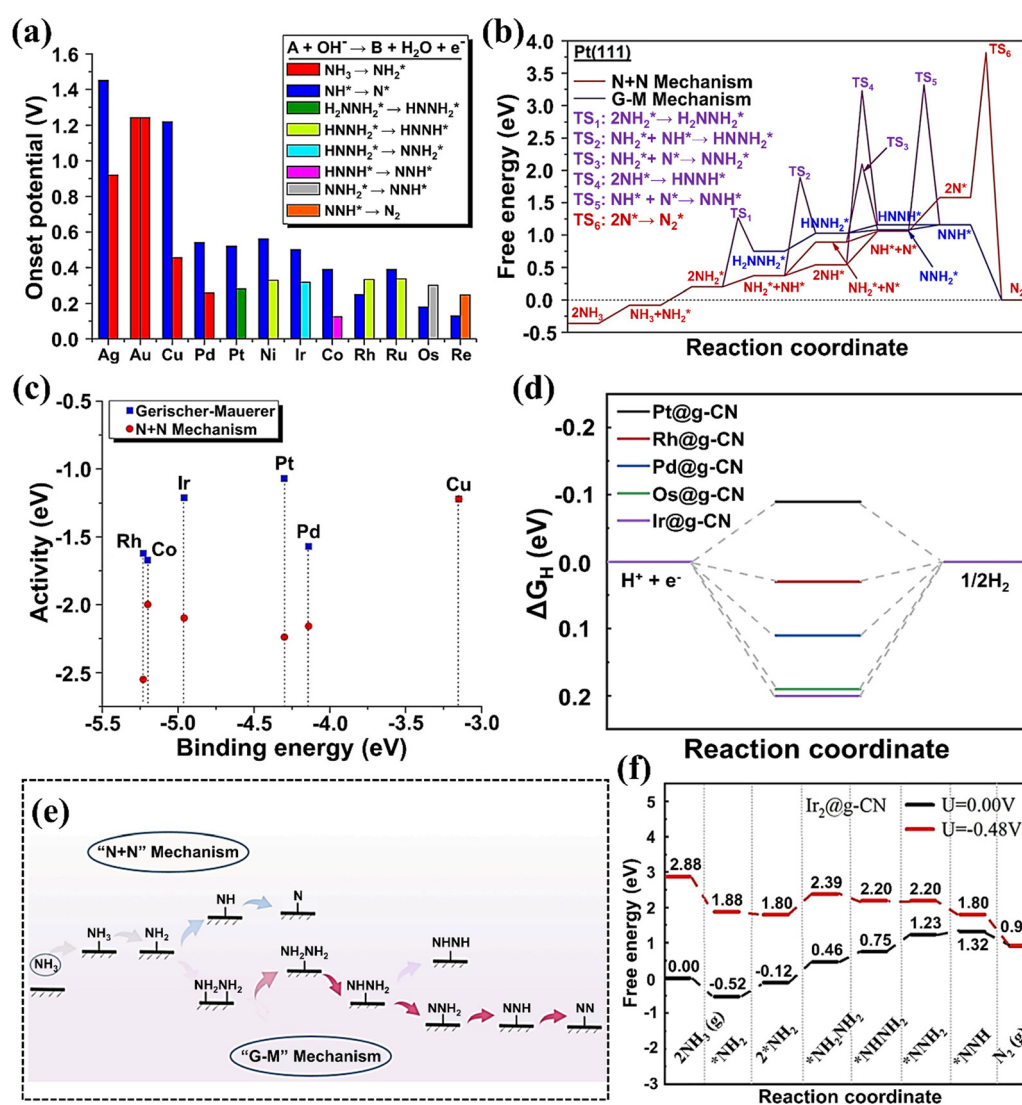 (a)
A + OH⁻ → B + H₂O + e⁻
NH₃ → NH₂*
NH* → N*
H₂NNH₂* → HNNH₂*
HNNH₂* → HNNH*
HNNH₂* → NNH₂*
HNNH* → NNH*
NNH₂* → NNH*
NNH* → N₂
Onset potential (V)
1.6
1.4
1.2
1.0
0.8
0.6
0.4
0.2
0.0
Ag Au Cu Pd Pt Ni Ir Co Rh Ru Os Re
(b)
Pt(111)
N+N Mechanism
G-M Mechanism
TS₁: 2NH₂*→ H₂NNH₂*
TS₂: NH₂*+ NH*→ HNNH₂*
TS₃: NH₂*+ N*→ NNH₂*
TS₄: 2NH*→ HNNH*
TS₅: NH*+ N*→ NNH*
TS₆: 2N*→ N₂*
Free energy (eV)
4.0
3.5
3.0
2.5
2.0
1.5
1.0
0.5
0.0
-0.5
TS₆
TS₅
TS₄
TS₃
TS₂
TS₁
2N*
HNNH₂*
HNNH*
NNH*
H₂NNH₂*
NH*+N*
2NH₂*
2NH*
NNH₂*
NH₂*+NH*
NH₂*+N*
N₂
2NH₃
NH₃+NH₂*
Reaction coordinate
(c)
Gerischer-Mauerer
N+N Mechanism
Activity (eV)
-0.5
-1.0
-1.5
-2.0
-2.5
Rh
Co
Ir
Pt
Pd
Cu
-5.5 -5.0 -4.5 -4.0 -3.5 -3.0
Binding energy (eV)
(d)
Pt@g-CN
Rh@g-CN
Pd@g-CN
Os@g-CN
Ir@g-CN
ΔG_H (eV)
-0.2
-0.1
0.0
0.1
0.2
H⁺ + e⁻
1/2H₂
Reaction coordinate
(e)
"N+N" Mechanism
NH
N
NH₃
NH₃
NH₂
NH₂NH₂
NH₂NH₂
NHNH₂
NHNH
NNH₂
NNH
NN
"G-M" Mechanism
(f)
Ir₂@g-CN
U=0.00V
U=-0.48V
Free energy (eV)
5
4
3
2
1
0
-1
-2
-3
2.88
1.88
1.80
2.39
2.20
2.20
1.80
0.9
0.00
-0.52
-0.12
0.46
0.75
1.23
1.32
2NH₃ (g)
*NH₂
2*NH₂
*NH₂NH₂
*NHNH₂
*NNH₂
*NNH
N₂ (g)
Reaction coordinate